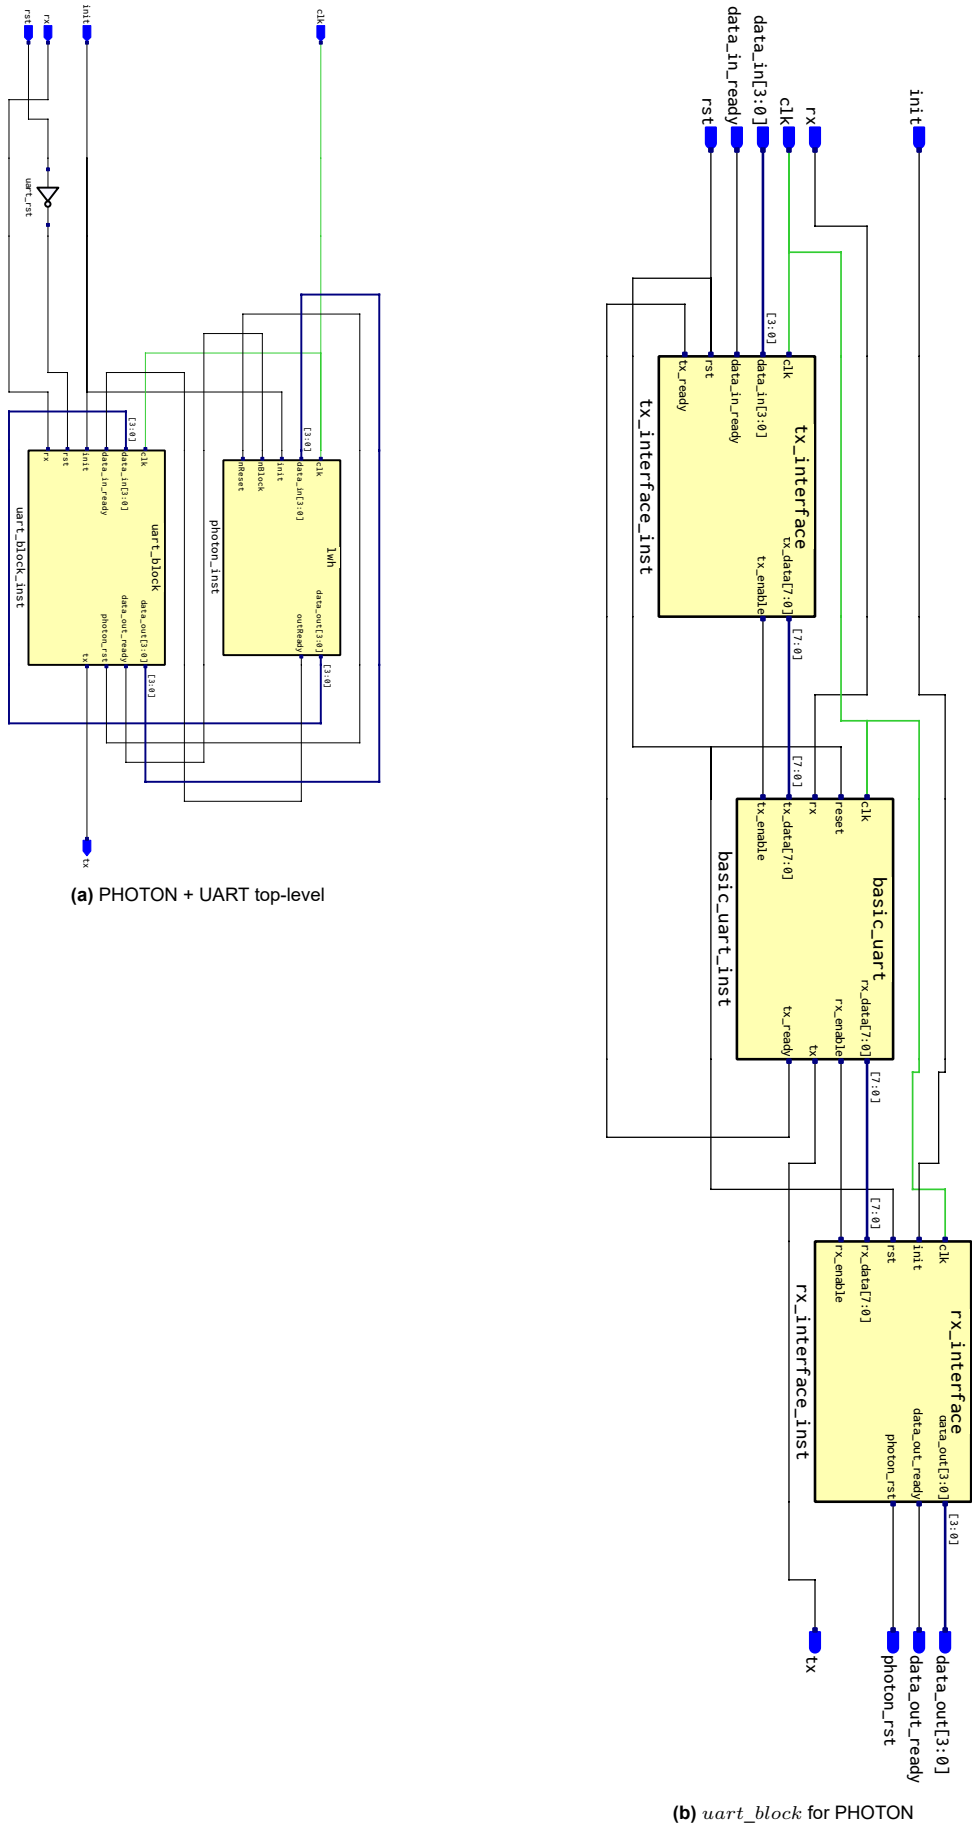 rst
rx
init
clk
uart_rst
[3:0]
clk
data_in[3:0]
data_in_ready
init
rst
rx
uart_block
data_out[3:0]
data_out_ready
photon_rst
tx
[3:0]
uart_block_inst
[3:0]
clk
data_in[3:0]
init
nBlock
nReset
lwh
data_out[3:0]
outReady
[3:0]
photon_inst
tx
(a) PHOTON + UART top-level
init
rx
clk
data_in[3:0]
data_in_ready
rst
[3:0]
clk
data_in[3:0]
data_in_ready
rst
tx_ready
tx_interface
tx_data[7:0]
tx_enable
tx_interface_inst
[7:0]
[7:0]
clk
reset
rx
tx_data[7:0]
tx_enable
basic_uart
rx_data[7:0]
rx_enable
tx
tx_ready
basic_uart_inst
[7:0]
[7:0]
clk
init
rst
rx_data[7:0]
rx_enable
rx_interface
data_out[3:0]
data_out_ready
photon_rst
rx_interface_inst
[3:0]
data_out[3:0]
data_out_ready
photon_rst
tx
(b) uart_block for PHOTON